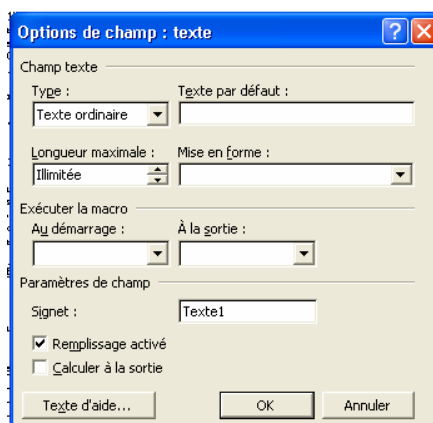 Options de champ : texte
Champ texte
Type : Texte par défaut :
Texte ordinaire
Longueur maximale : Mise en forme :
Illimitée
Exécuter la macro
Au démarrage : À la sortie :
Paramètres de champ
Signet : Texte1
Remplissage activé
Calculer à la sortie
Texte d'aide... OK Annuler